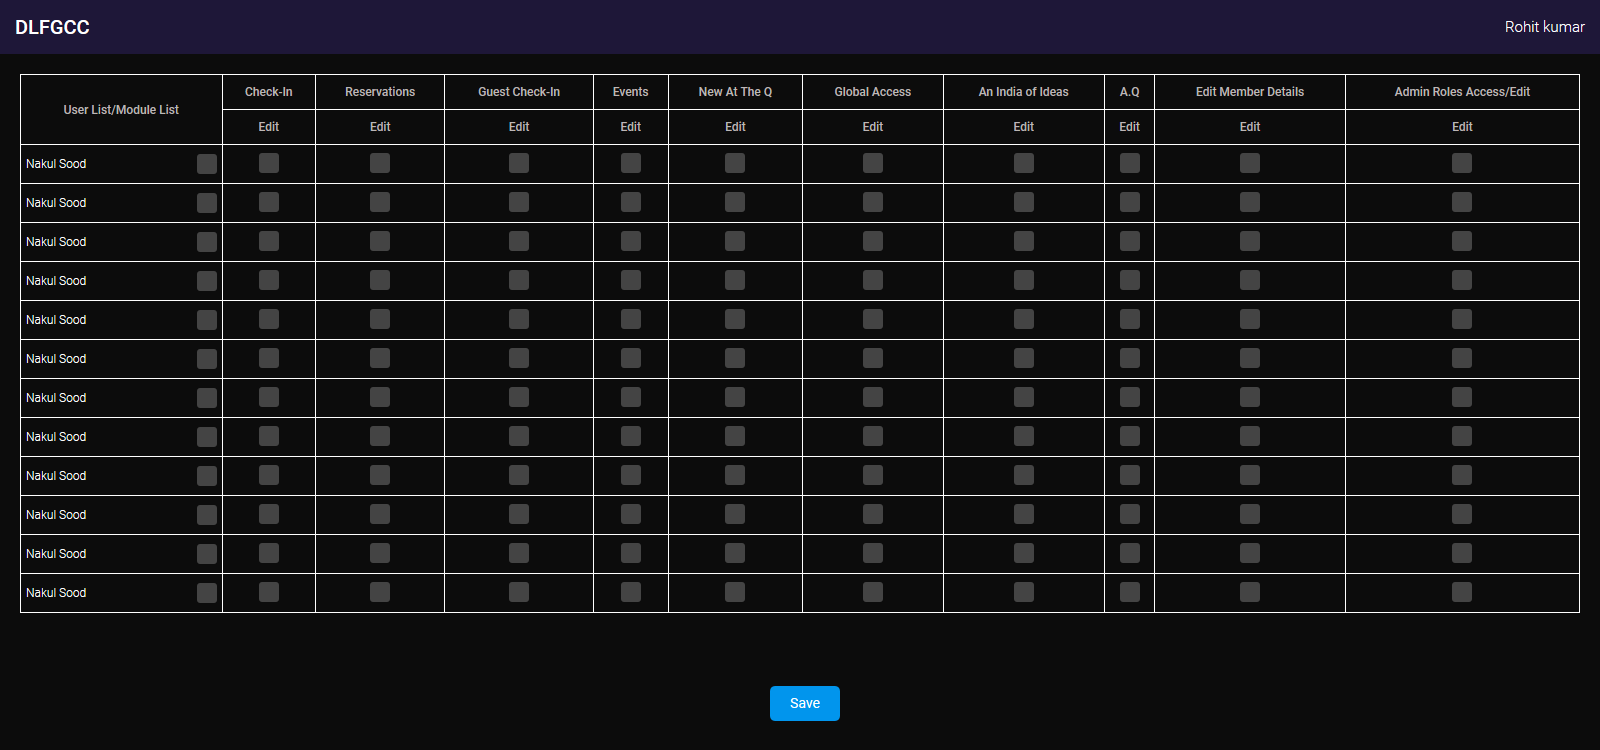 DLFGCC
Rohit kumar
User List/Module List Check-In Reservations Guest Check-In Events New At The Q Global Access An India of Ideas A.Q Edit Member Details Admin Roles Access/Edit
Edit Edit Edit Edit Edit Edit Edit Edit Edit Edit
Nakul Sood
Nakul Sood
Nakul Sood
Nakul Sood
Nakul Sood
Nakul Sood
Nakul Sood
Nakul Sood
Nakul Sood
Nakul Sood
Nakul Sood
Nakul Sood
Save